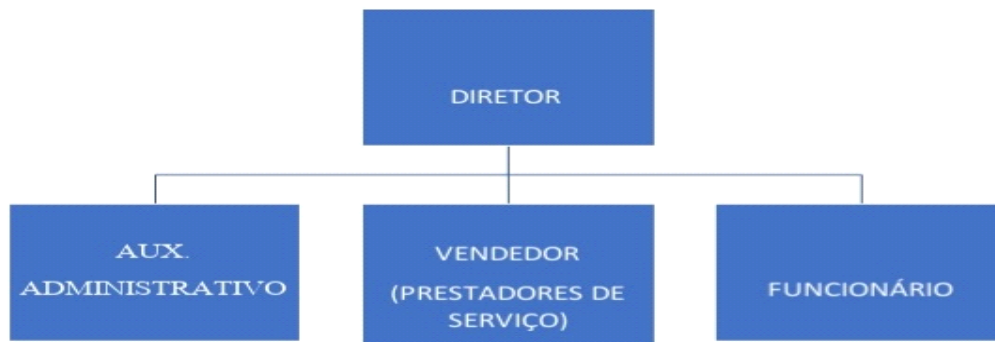 DIRETOR
AUX.
ADMINISTRATIVO
VENDEDOR
(PRESTADORES DE
SERVIÇO)
FUNCIONÁRIO